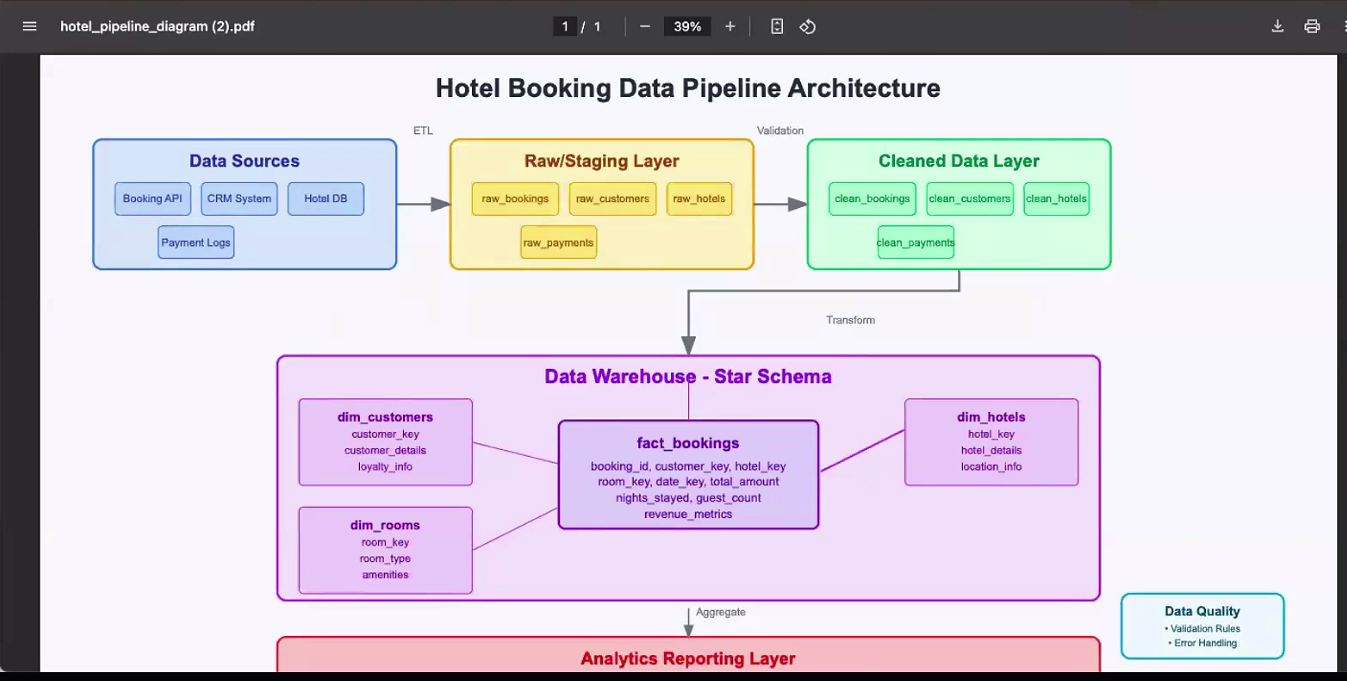 hotel_pipeline_diagram (2).pdf
1 / 1
39%
Hotel Booking Data Pipeline Architecture
ETL
Validation
Data Sources
Booking API
CRM System
Hotel DB
Payment Logs
Raw/Staging Layer
raw_bookings
raw_customers
raw_hotels
raw_payments
Cleaned Data Layer
clean_bookings
clean_customers
clean_hotels
clean_payments
Transform
Data Warehouse - Star Schema
dim_customers
customer_key
customer_details
loyalty_info
dim_rooms
room_key
room_type
amenities
fact_bookings
booking_id, customer_key, hotel_key
room_key, date_key, total_amount
nights_stayed, guest_count
revenue_metrics
dim_hotels
hotel_key
hotel_details
location_info
Aggregate
Data Quality
• Validation Rules
• Error Handling
Analytics Reporting Layer